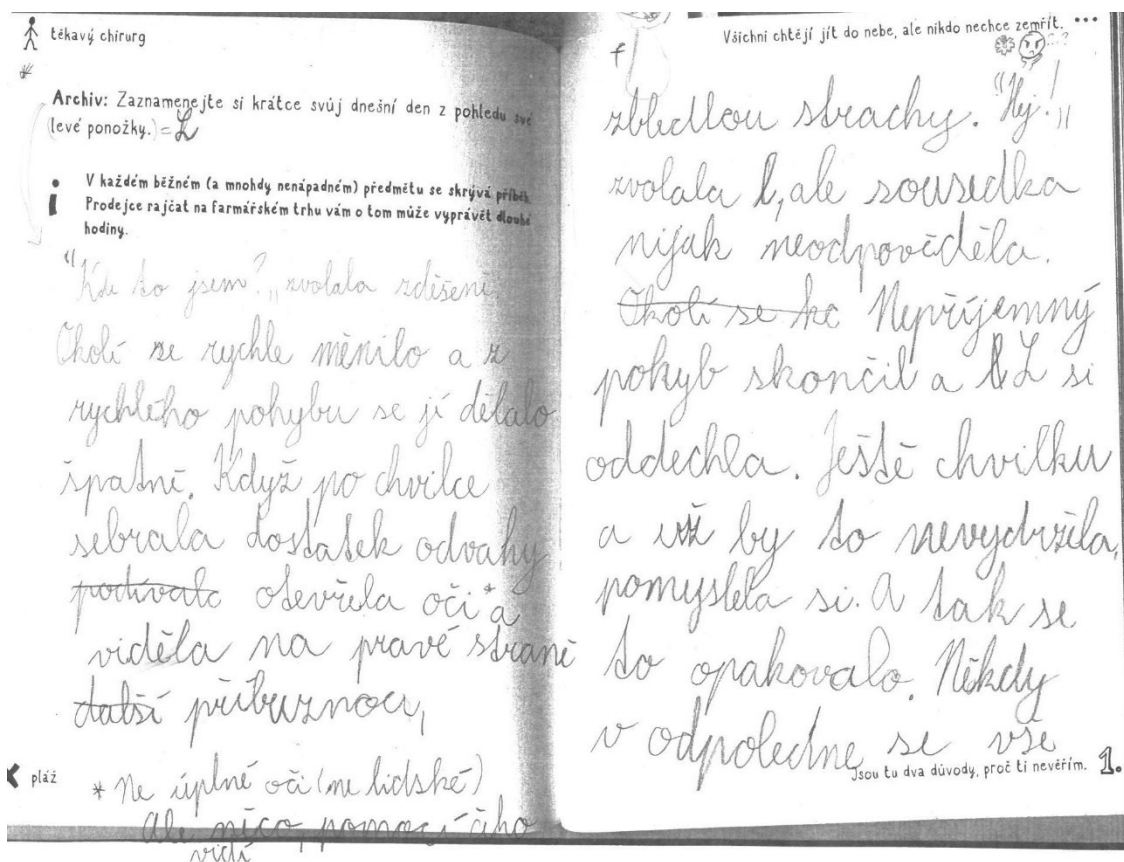 těkavý chirurg
Archiv: Zaznamenejte si krátce svůj dnešní den z pohledu své
(levé ponožky.) = L
i V každém běžném (a mnohdy nenápadném) předmětu se skrývá příběh.
Prodejce rajčat na farmářském trhu vám o tom může vyprávět dlouhé
hodiny.
"Kde to jsem?„ zvolala zděšeně
Okolí se rychle měnilo a z
rychlého pohybu se jí dělalo
špatně. Když po chvilce
sebrala dostatek odvahy,
podívala otevřela oči * a
viděla na pravé straně
další příbuznou,
* Ne úplně oči (ne lidské)
Ale něco, pomocí čeho
vidí
pláž
Všichni chtějí jít do nebe, ale nikdo nechce zemřít. ...
f
zbledlou strachy. "Hej!„
zvolala l, ale sousedka
nijak neodpověděla.
Okolí se ke Nepříjemný
pohyb skončil a L si
oddechla. Ještě chvilku
a už by to nevydržela,
pomyslela si. A tak se
to opakovalo. Někdy
v odpoledne se vše
Jsou tu dva důvody, proč ti nevěřím. 1.